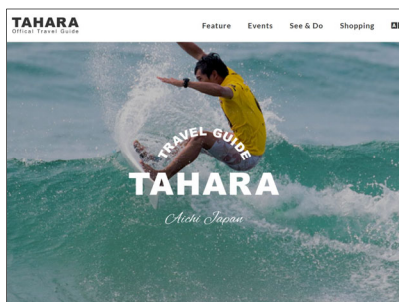 TAHARA
Offical Travel Guide
Feature Events See & Do Shopping
TRAVEL GUIDE
TAHARA
Aichi Japan